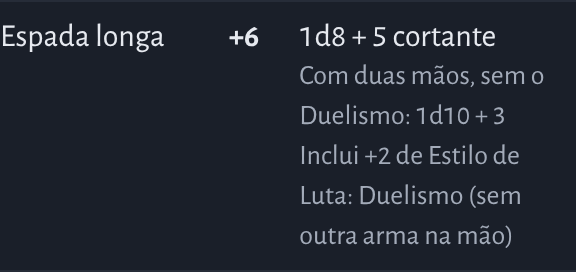 Espada longa +6 1d8 + 5 cortante
Com duas mãos, sem o
Duelismo: 1d10 + 3
Inclui +2 de Estilo de
Luta: Duelismo (sem
outra arma na mão)